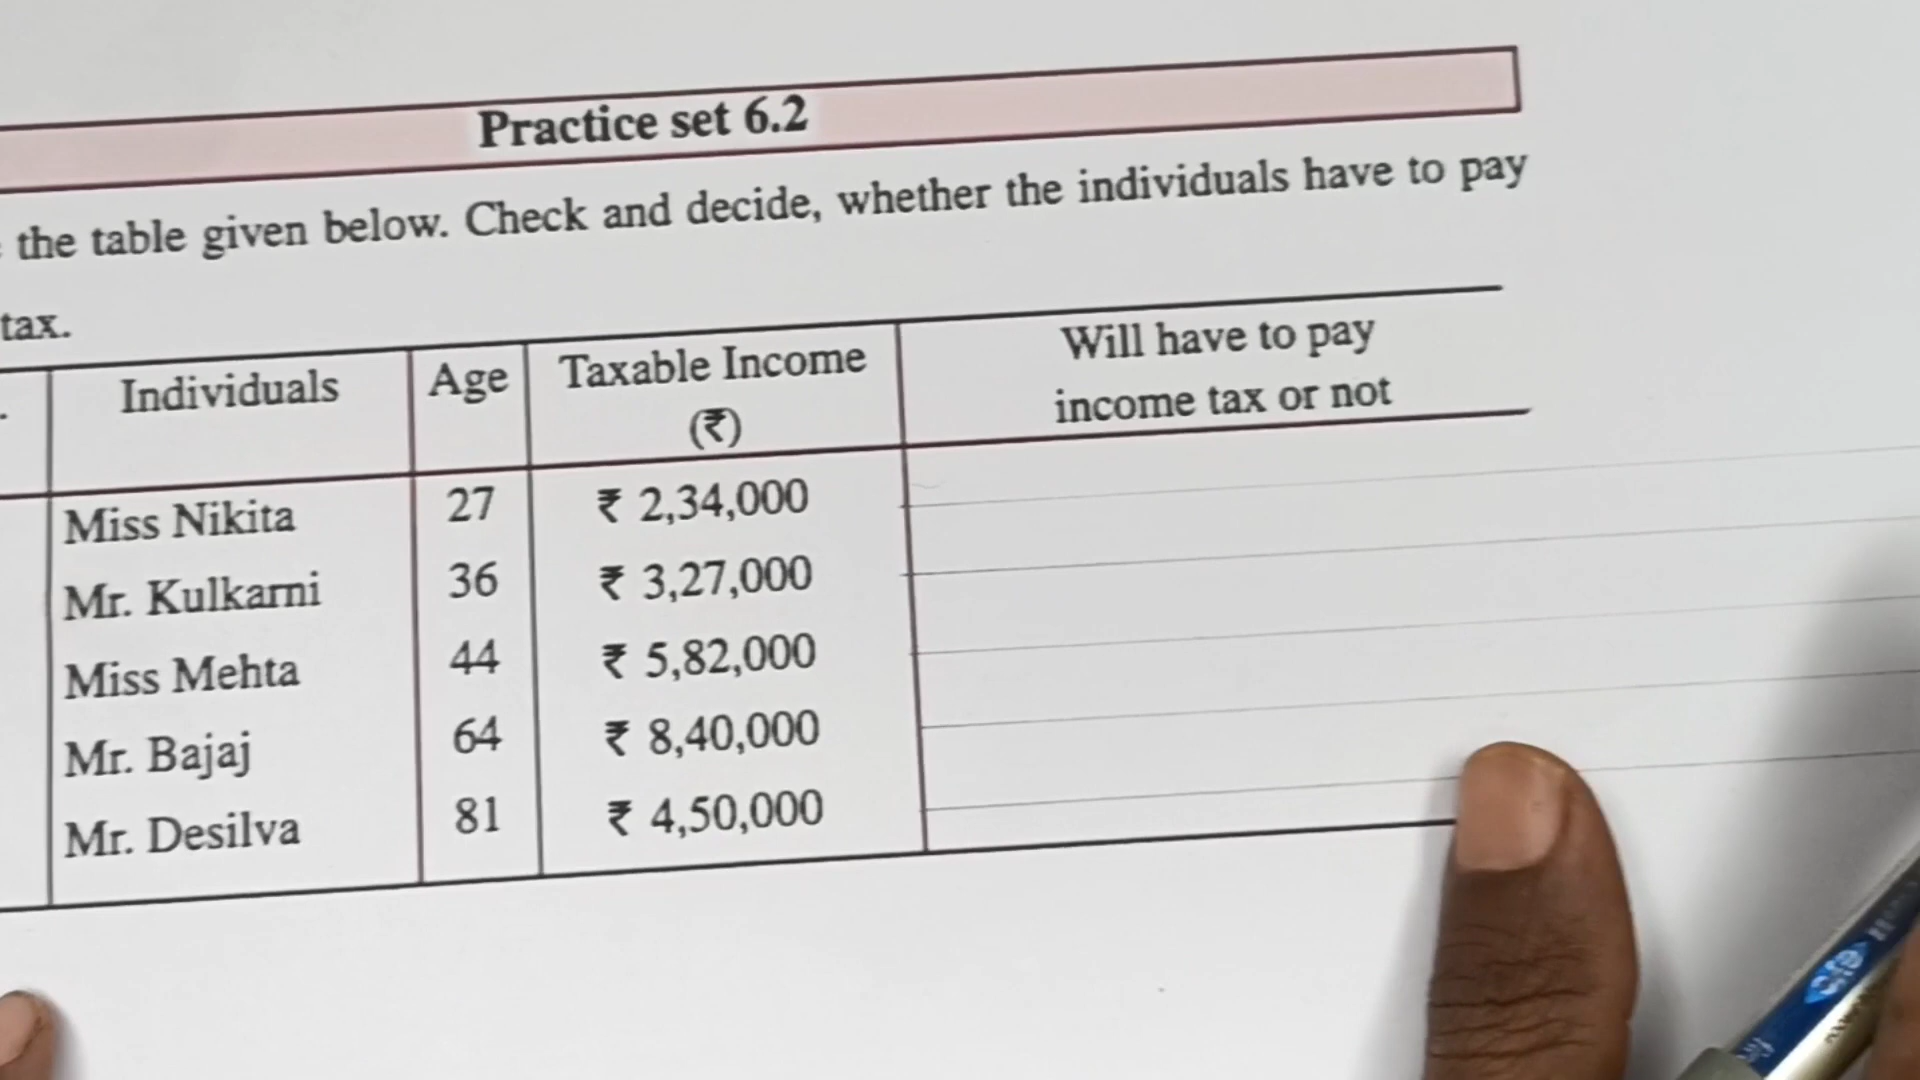 Practice set 6.2
the table given below. Check and decide, whether the individuals have to pay
tax.
Individuals Age Taxable Income (₹) Will have to pay income tax or not
Miss Nikita 27 ₹ 2,34,000
Mr. Kulkarni 36 ₹ 3,27,000
Miss Mehta 44 ₹ 5,82,000
Mr. Bajaj 64 ₹ 8,40,000
Mr. Desilva 81 ₹ 4,50,000